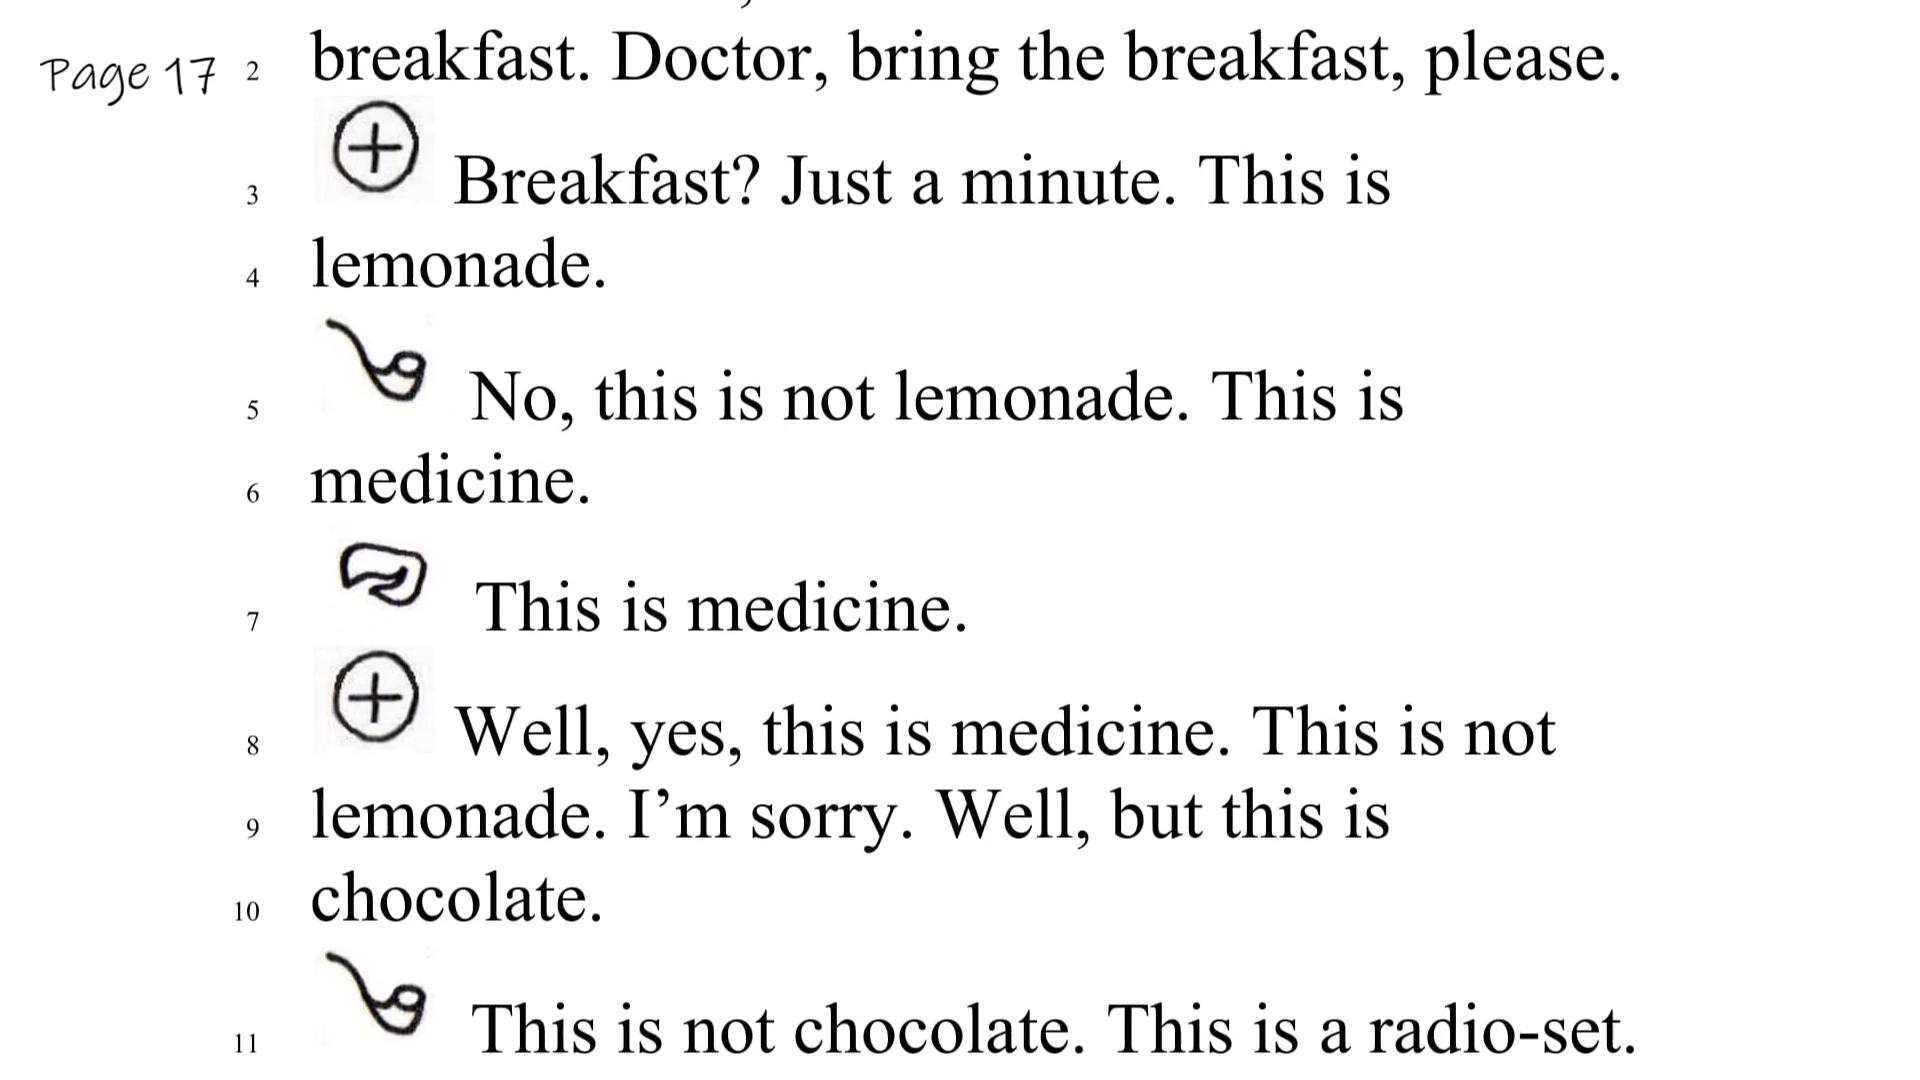 Page 17 2 breakfast. Doctor, bring the breakfast, please.
3 Breakfast? Just a minute. This is
4 lemonade.
5 No, this is not lemonade. This is
6 medicine.
7 This is medicine.
8 Well, yes, this is medicine. This is not
9 lemonade. I’m sorry. Well, but this is
10 chocolate.
11 This is not chocolate. This is a radio-set.